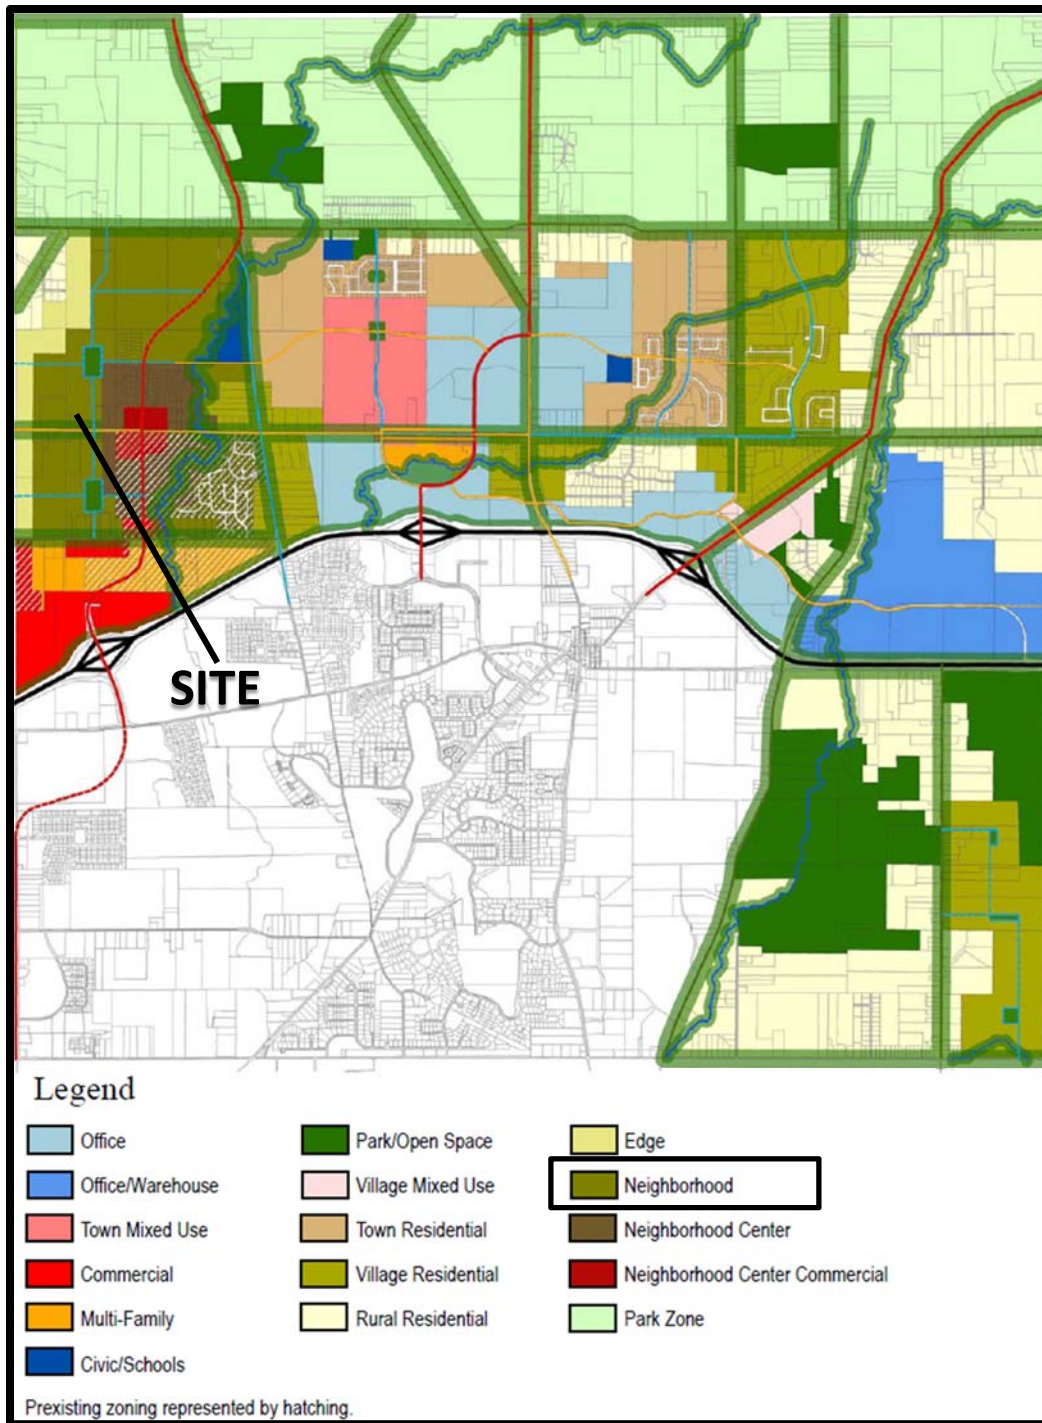 SITE
Legend
Office
Park/Open Space
Edge
Office/Warehouse
Village Mixed Use
Neighborhood
Town Mixed Use
Town Residential
Neighborhood Center
Commercial
Village Residential
Neighborhood Center Commercial
Multi-Family
Rural Residential
Park Zone
Civic/Schools
Prexisting zoning represented by hatching.